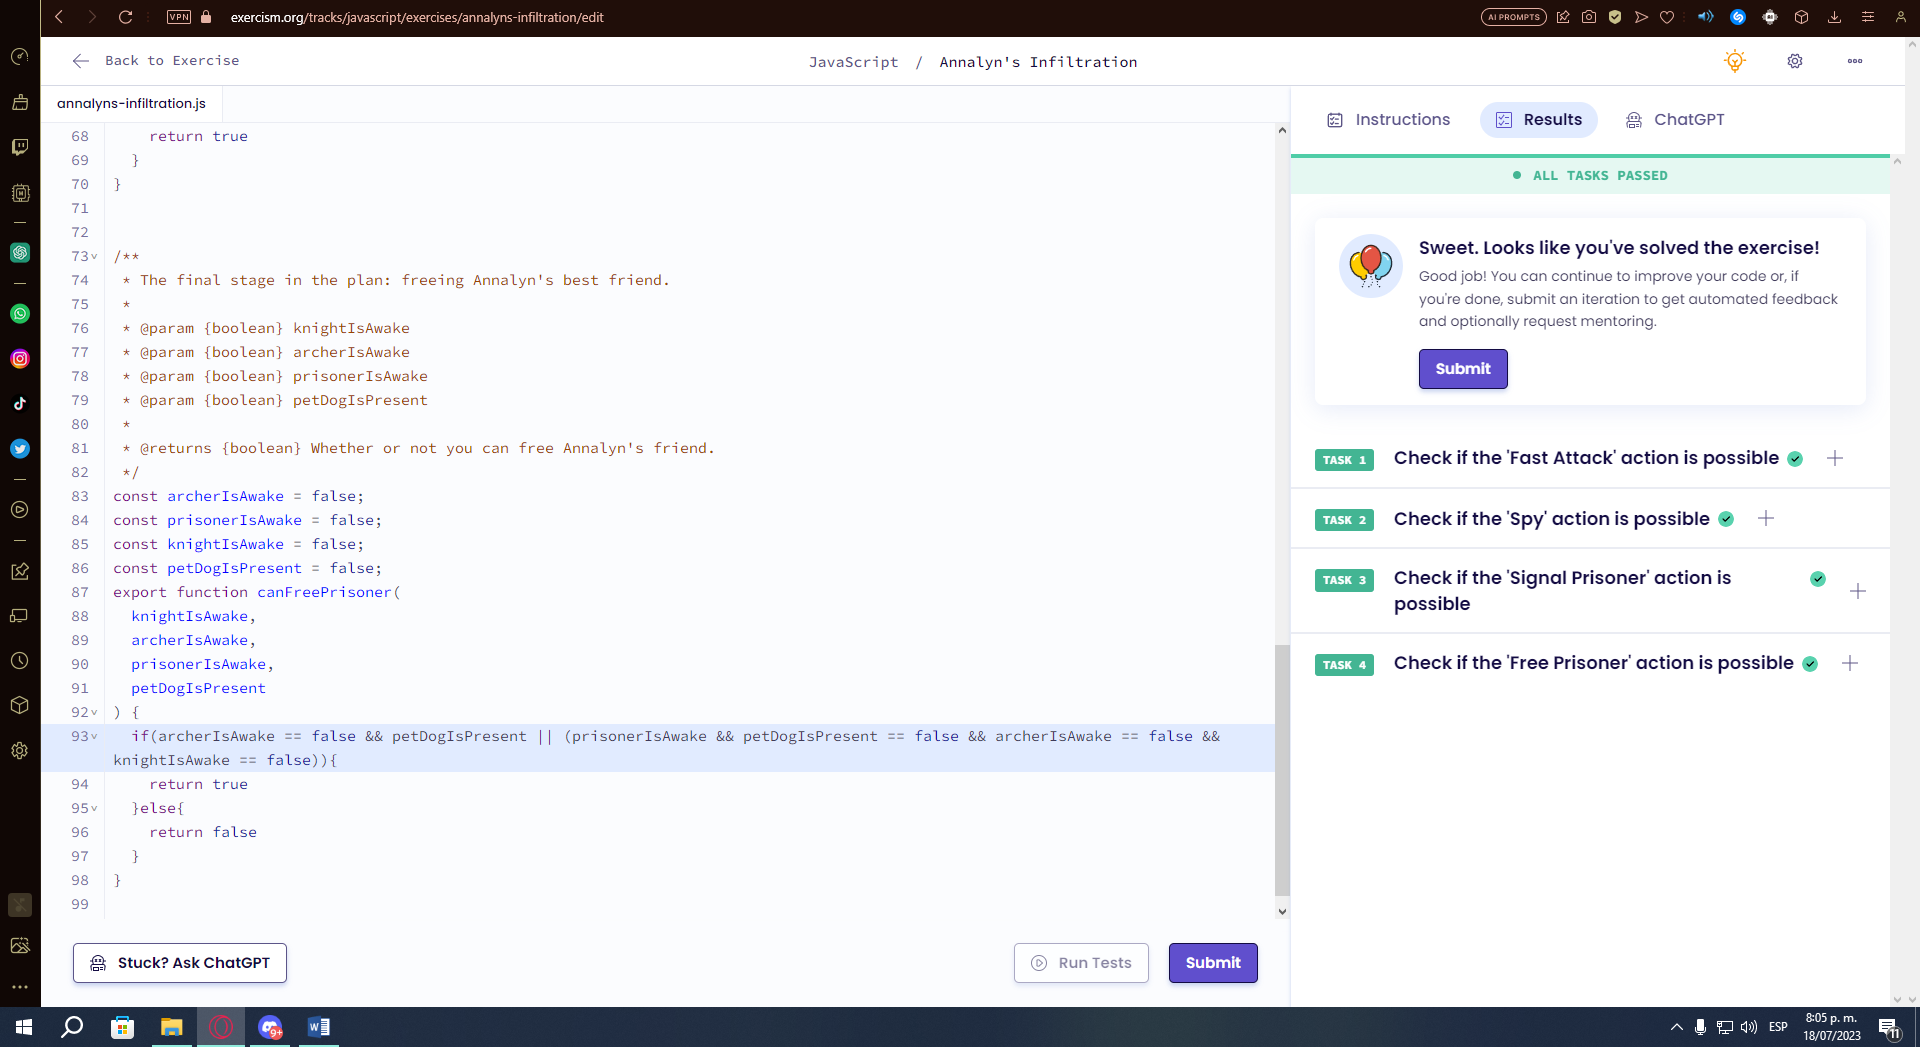 VPN
exercism.org/tracks/javascript/exercises/annalyns-infiltration/edit
AI PROMPTS
Back to Exercise
JavaScript / Annalyn's Infiltration
annalyns-infiltration.js
68 return true
69 }
70 }
71
72
73 /**
74 * The final stage in the plan: freeing Annalyn's best friend.
75 *
76 * @param {boolean} knightIsAwake
77 * @param {boolean} archerIsAwake
78 * @param {boolean} prisonerIsAwake
79 * @param {boolean} petDogIsPresent
80 *
81 * @returns {boolean} Whether or not you can free Annalyn's friend.
82 */
83 const archerIsAwake = false;
84 const prisonerIsAwake = false;
85 const knightIsAwake = false;
86 const petDogIsPresent = false;
87 export function canFreePrisoner(
88 knightIsAwake,
89 archerIsAwake,
90 prisonerIsAwake,
91 petDogIsPresent
92 ) {
93 if(archerIsAwake == false && petDogIsPresent || (prisonerIsAwake && petDogIsPresent == false && archerIsAwake == false &&
knightIsAwake == false)){
94 return true
95 }else{
96 return false
97 }
98 }
99
Stuck? Ask ChatGPT
Run Tests
Submit
Instructions
Results
ChatGPT
ALL TASKS PASSED
Sweet. Looks like you've solved the exercise!
Good job! You can continue to improve your code or, if
you're done, submit an iteration to get automated feedback
and optionally request mentoring.
Submit
TASK 1 Check if the 'Fast Attack' action is possible
TASK 2 Check if the 'Spy' action is possible
TASK 3 Check if the 'Signal Prisoner' action is
possible
TASK 4 Check if the 'Free Prisoner' action is possible
9+
ESP
8:05 p. m.
18/07/2023
11